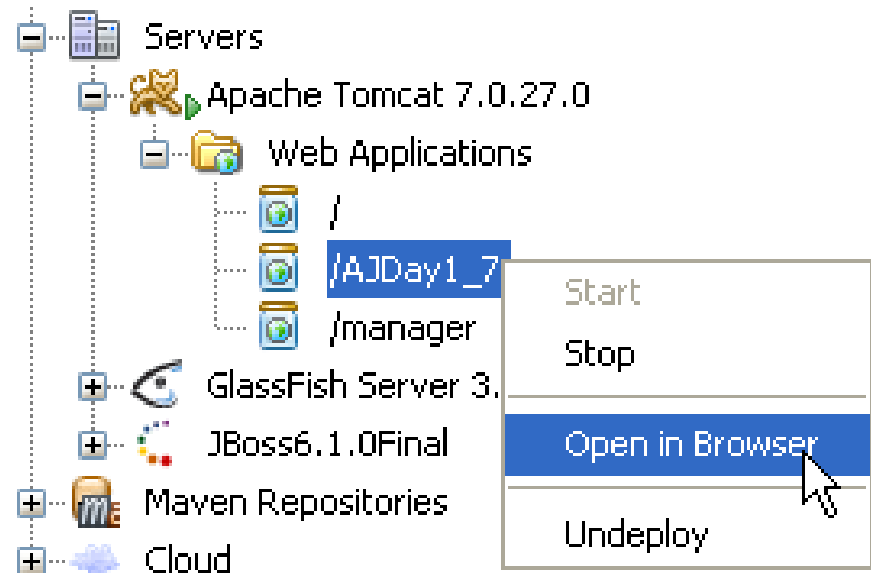 Servers
Apache Tomcat 7.0.27.0
Web Applications
/
/AJDay1_7
/manager
GlassFish Server 3.
JBoss6.1.0Final
Maven Repositories
Cloud
Start
Stop
Open in Browser
Undeploy